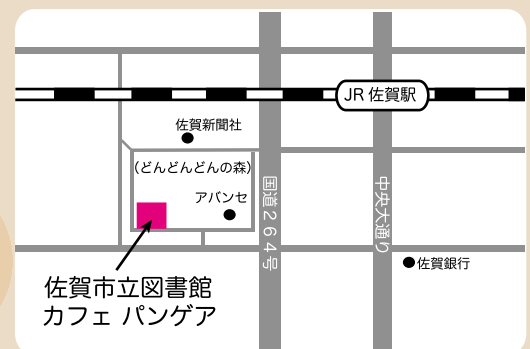 JR 佐賀駅
佐賀新聞社
(どんどんどんの森)
アバンセ
国道２６４号
中央大通り
佐賀銀行
佐賀市立図書館
カフェ パンゲア